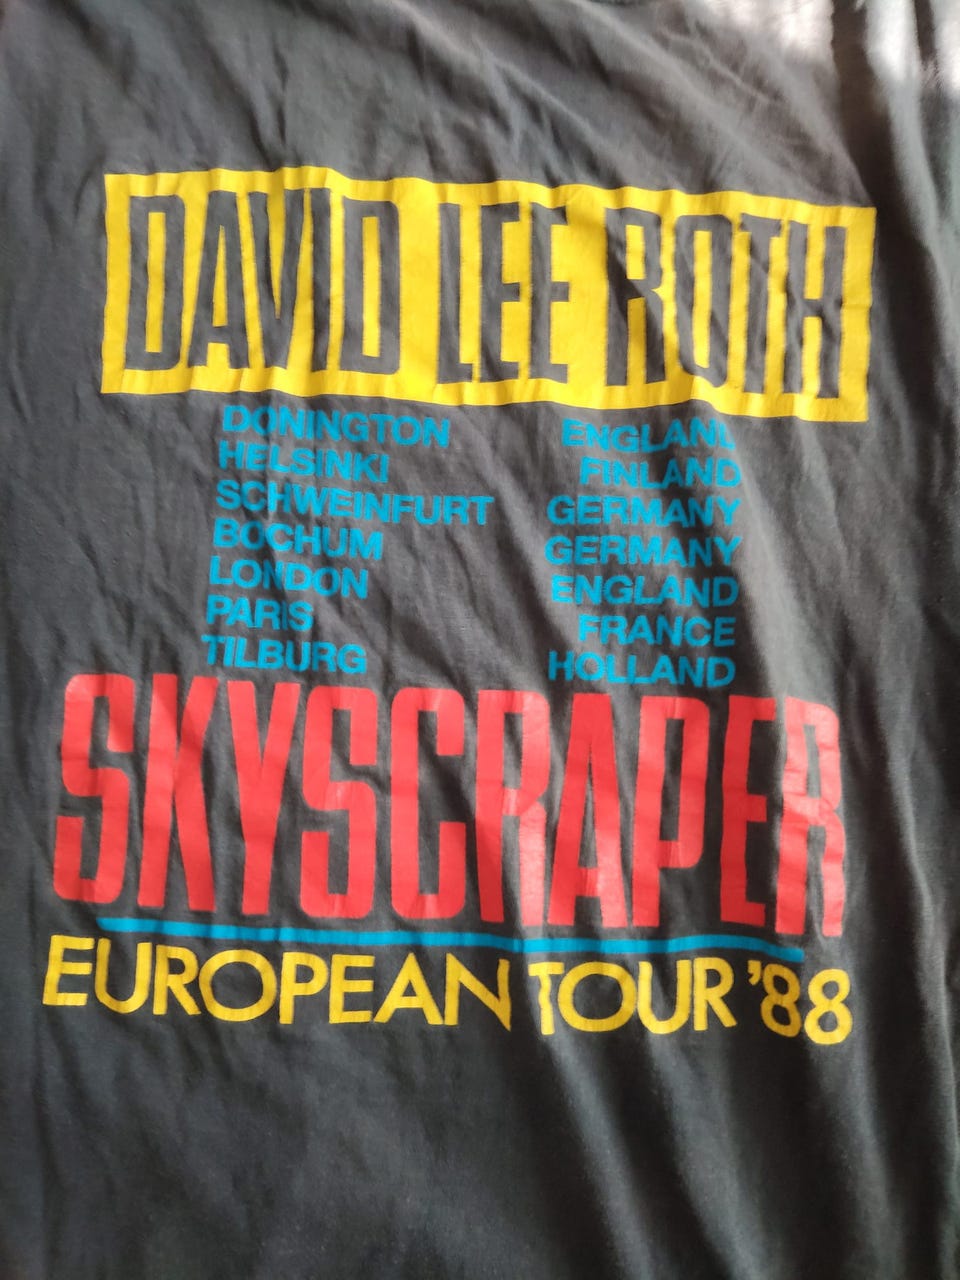 DAVID LEE ROTH
DONINGTON ENGLAND
HELSINKI FINLAND
SCHWEINFURT GERMANY
BOCHUM GERMANY
LONDON ENGLAND
PARIS FRANCE
TILBURG HOLLAND
SKYSCRAPER
EUROPEAN TOUR '88